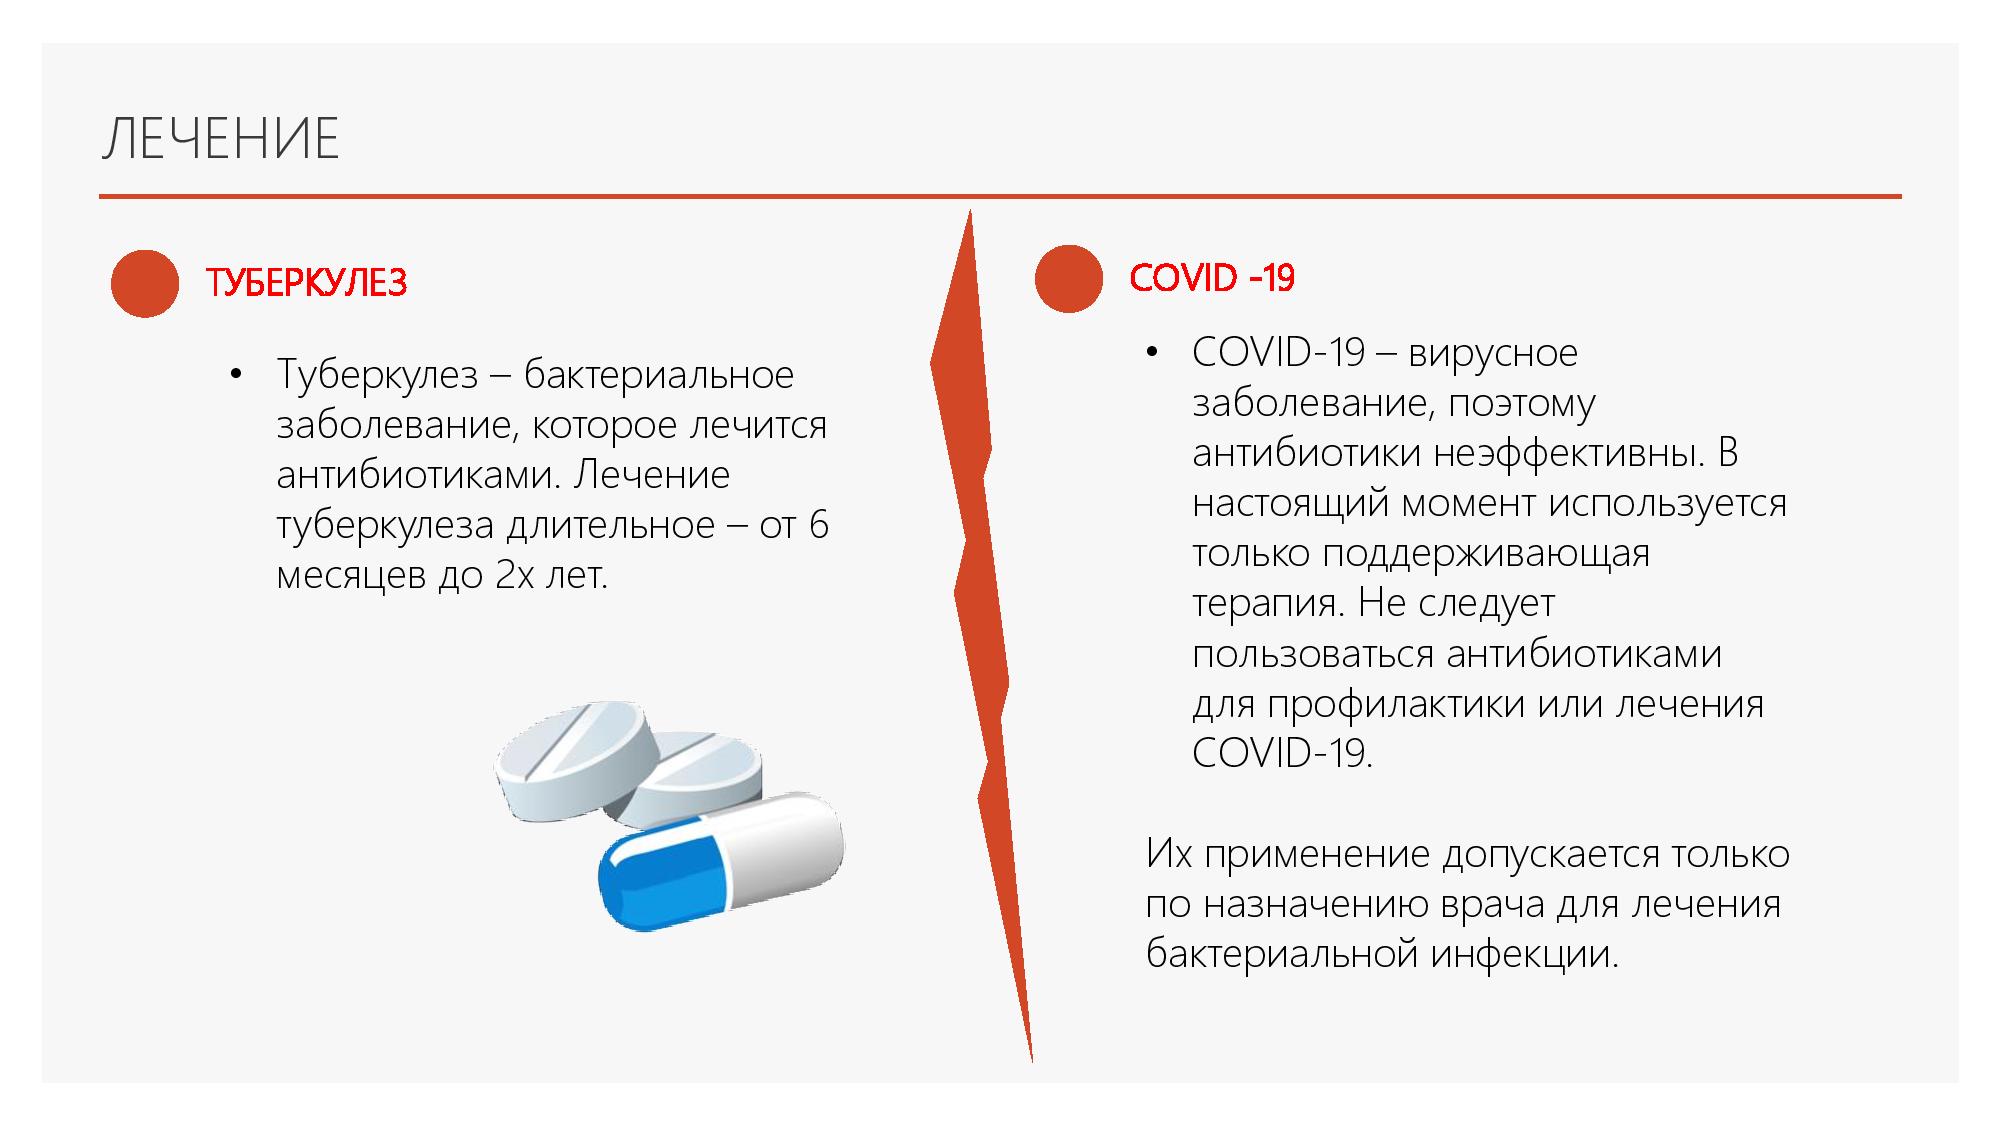 ЛЕЧЕНИЕ
ТУБЕРКУЛЕЗ
• Туберкулез – бактериальное
заболевание, которое лечится
антибиотиками. Лечение
туберкулеза длительное – от 6
месяцев до 2х лет.
COVID -19
• COVID-19 – вирусное
заболевание, поэтому
антибиотики неэффективны. В
настоящий момент используется
только поддерживающая
терапия. Не следует
пользоваться антибиотиками
для профилактики или лечения
COVID-19.
Их применение допускается только
по назначению врача для лечения
бактериальной инфекции.